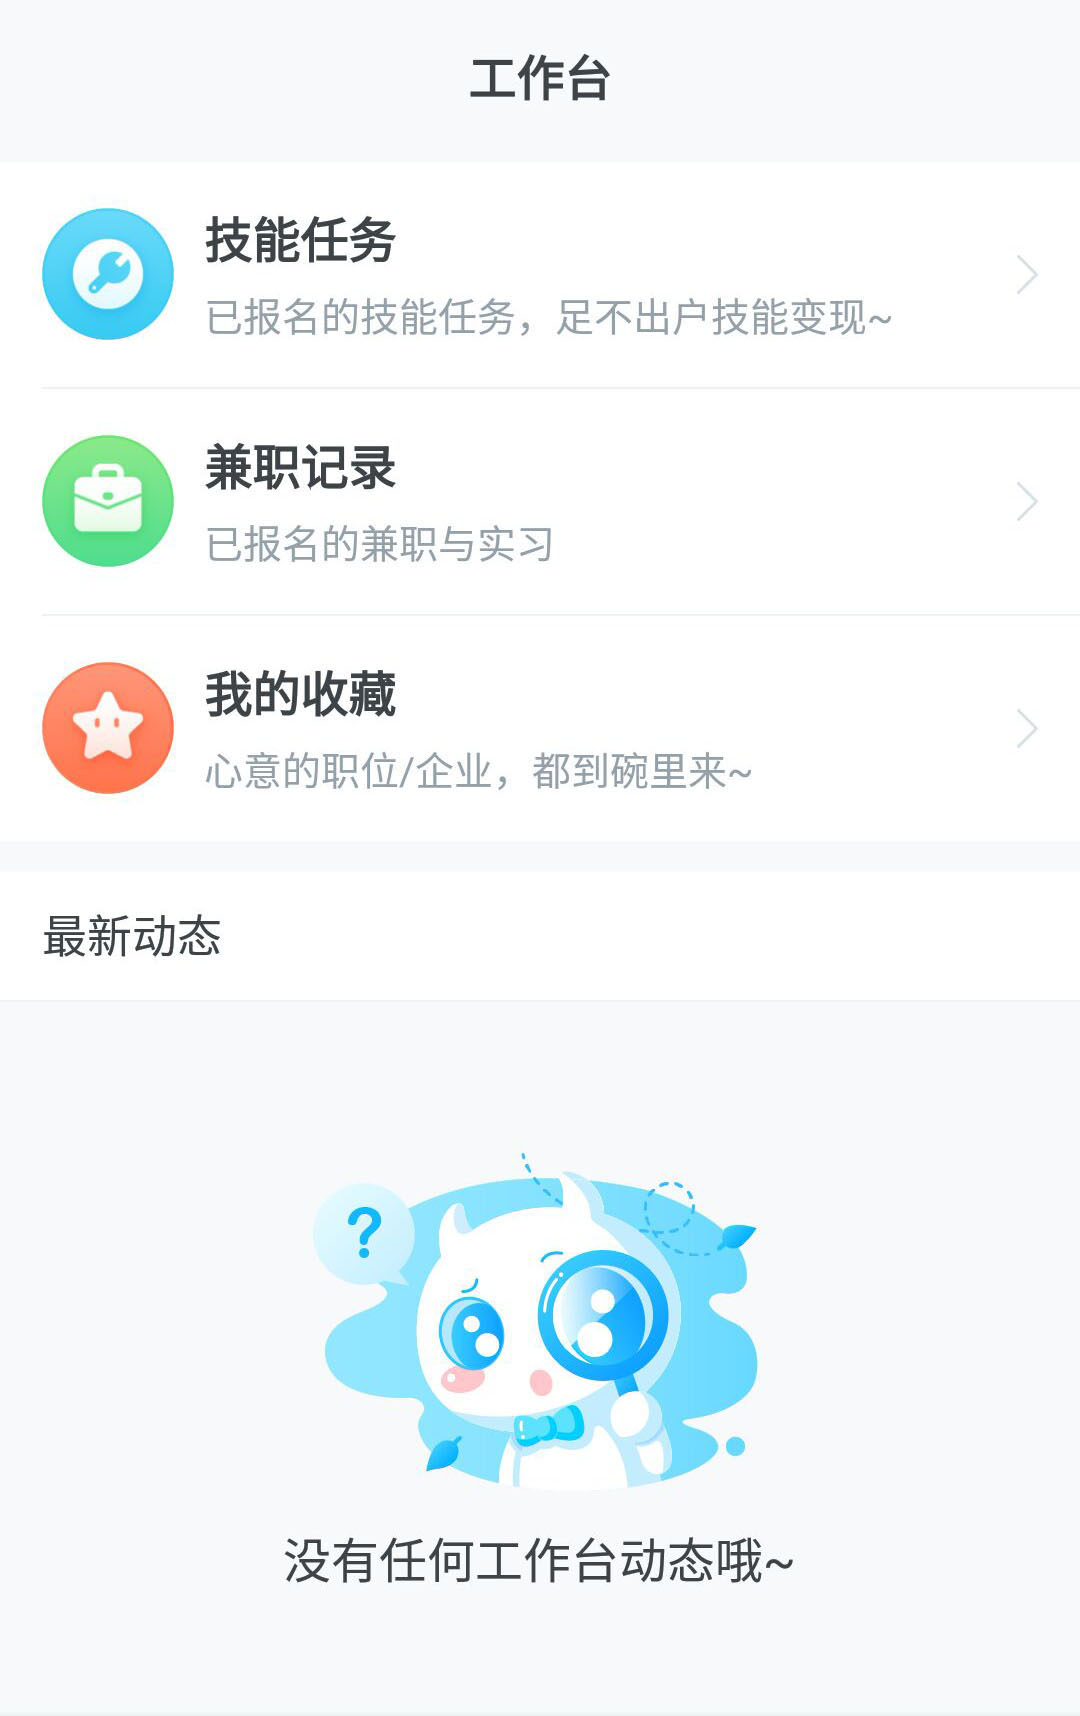 工作台
技能任务
已报名的技能任务，足不出户技能变现~
兼职记录
已报名的兼职与实习
我的收藏
心意的职位/企业，都到碗里来~
最新动态
?
没有任何工作台动态哦~